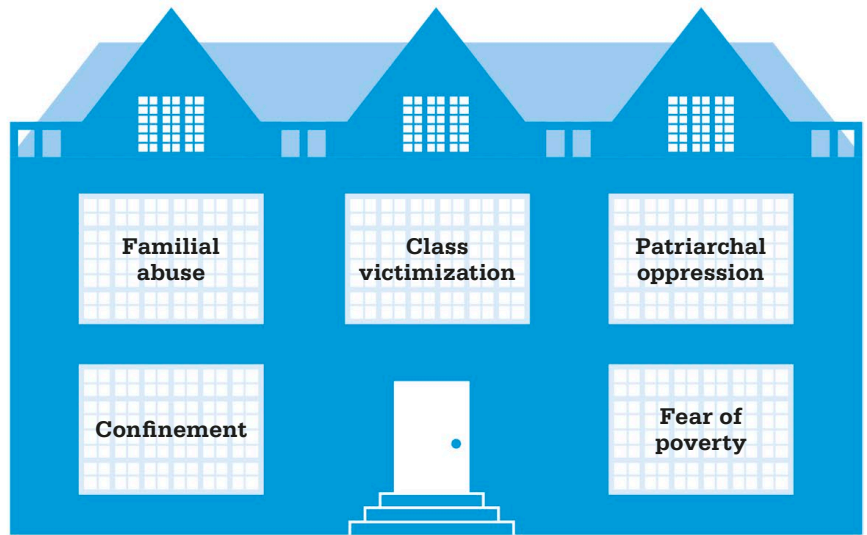 Familial
abuse
Class
victimization
Patriarchal
oppression
Confinement
Fear of
poverty